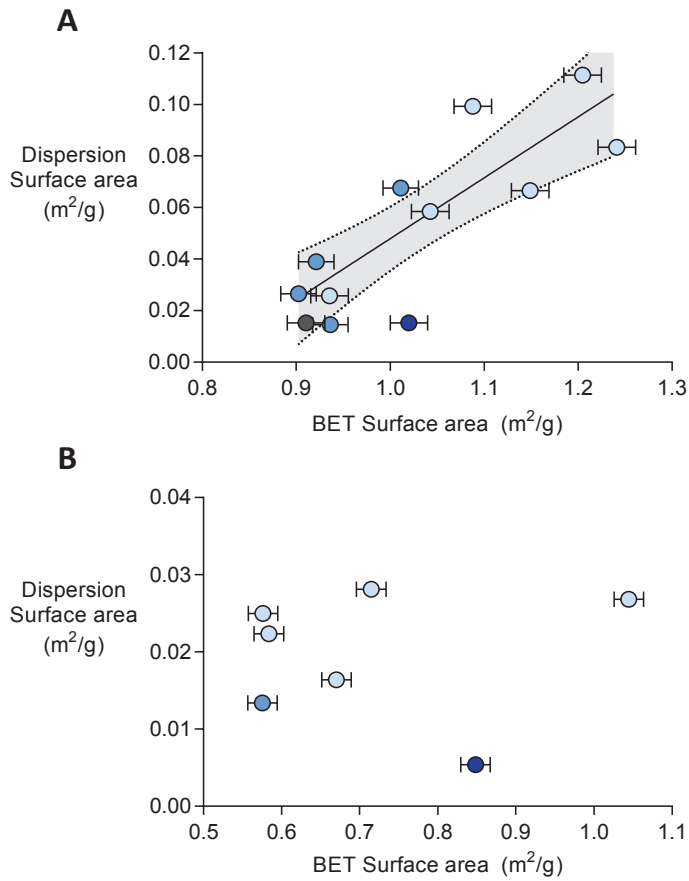 A
0.12
0.10
0.08
0.06
0.04
0.02
0.00
Dispersion
Surface area
(m²/g)
0.8 0.9 1.0 1.1 1.2 1.3
BET Surface area (m²/g)
B
0.04
0.03
0.02
0.01
0.00
Dispersion
Surface area
(m²/g)
0.5 0.6 0.7 0.8 0.9 1.0 1.1
BET Surface area (m²/g)